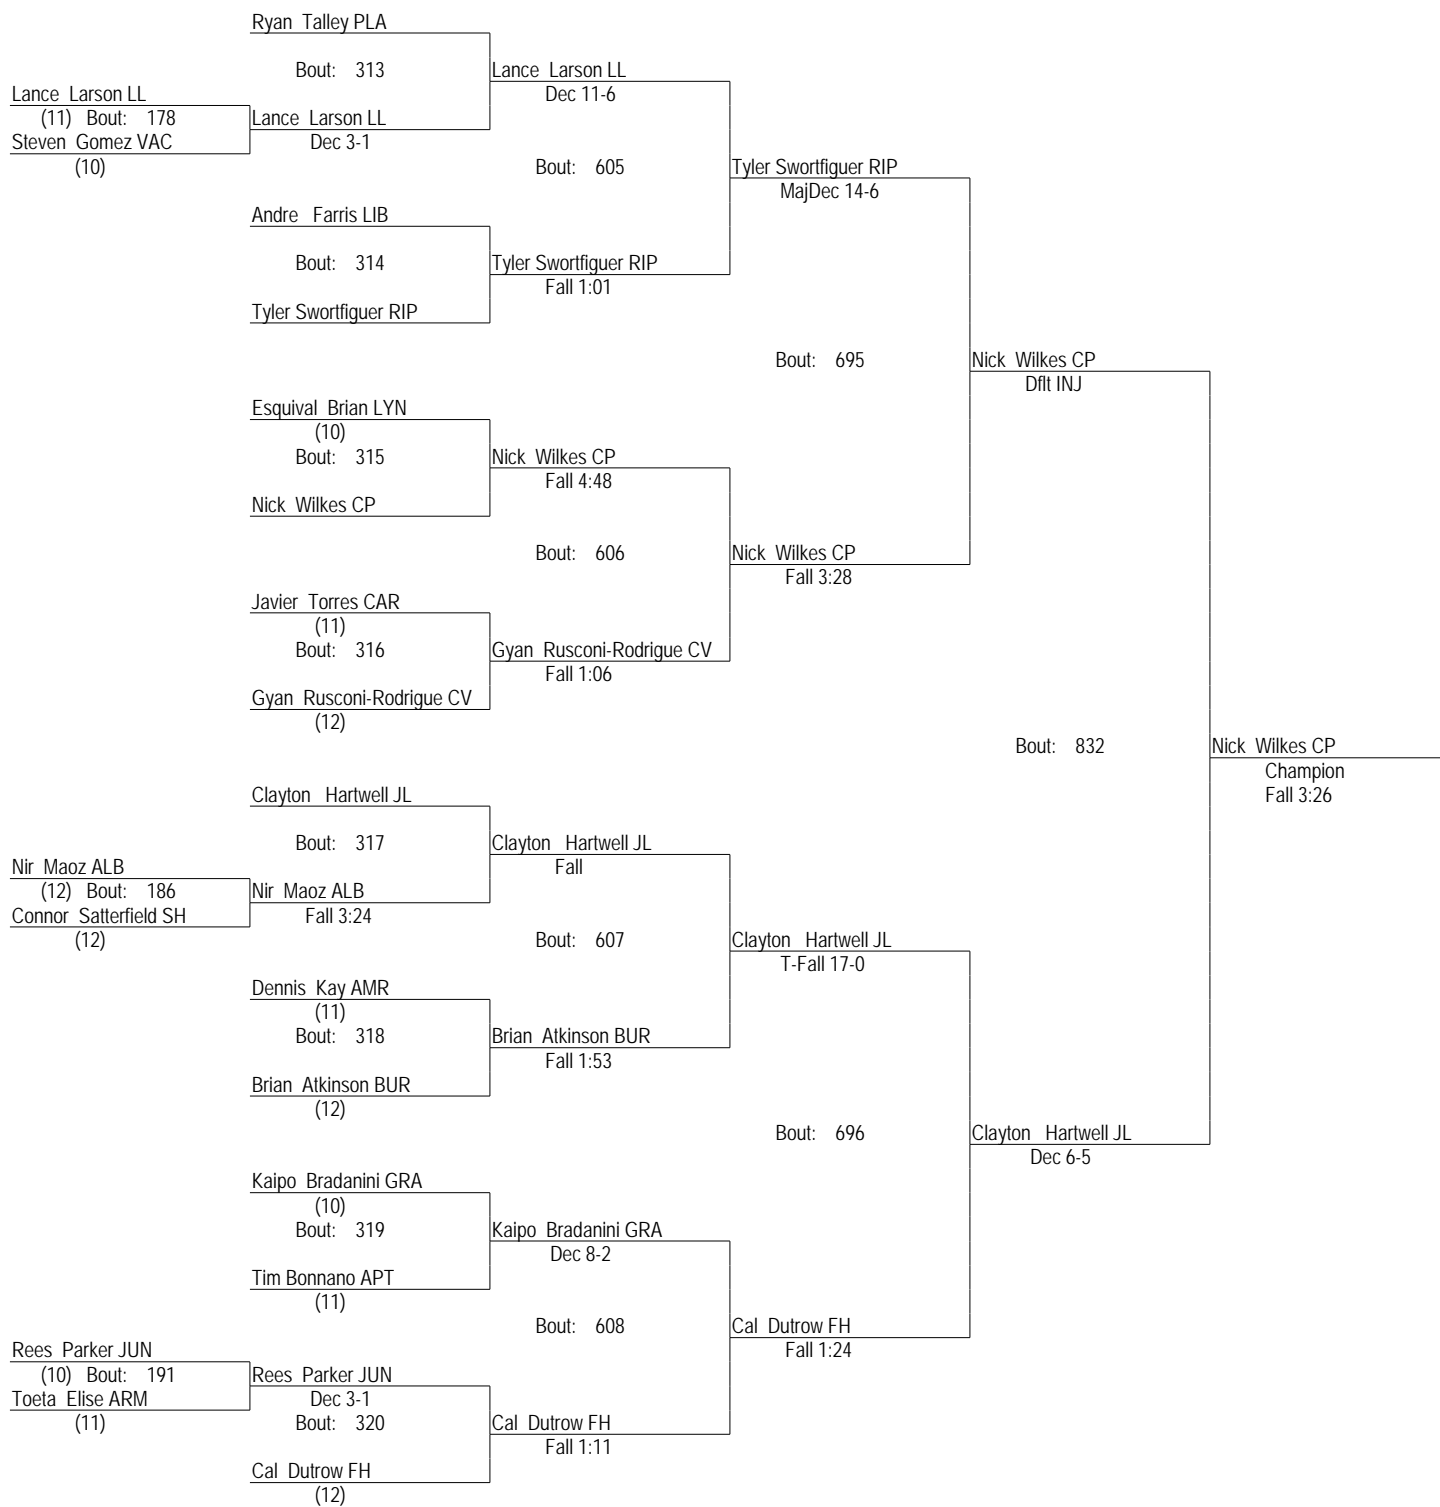 Ryan Talley PLA
Bout: 313
Lance Larson LL
Dec 11-6
Lance Larson LL
(11) Bout: 178
Lance Larson LL
Dec 3-1
Steven Gomez VAC
(10)
Bout: 605
Tyler Swortfiguer RIP
MajDec 14-6
Andre Farris LIB
Bout: 314
Tyler Swortfiguer RIP
Fall 1:01
Tyler Swortfiguer RIP
Bout: 695
Nick Wilkes CP
Dflt INJ
Esquival Brian LYN
(10)
Bout: 315
Nick Wilkes CP
Fall 4:48
Nick Wilkes CP
Bout: 606
Nick Wilkes CP
Fall 3:28
Javier Torres CAR
(11)
Bout: 316
Gyan Rusconi-Rodrigue CV
Fall 1:06
Gyan Rusconi-Rodrigue CV
(12)
Bout: 832
Nick Wilkes CP
Champion
Fall 3:26
Clayton Hartwell JL
Bout: 317
Clayton Hartwell JL
Fall
Nir Maoz ALB
(12) Bout: 186
Nir Maoz ALB
Fall 3:24
Connor Satterfield SH
(12)
Bout: 607
Clayton Hartwell JL
T-Fall 17-0
Dennis Kay AMR
(11)
Bout: 318
Brian Atkinson BUR
Fall 1:53
Brian Atkinson BUR
(12)
Bout: 696
Clayton Hartwell JL
Dec 6-5
Kaipo Bradanini GRA
(10)
Bout: 319
Kaipo Bradanini GRA
Dec 8-2
Tim Bonnano APT
(11)
Bout: 608
Cal Dutrow FH
Fall 1:24
Rees Parker JUN
(10) Bout: 191
Rees Parker JUN
Dec 3-1
Toeta Elise ARM
(11)
Bout: 320
Cal Dutrow FH
Fall 1:11
Cal Dutrow FH
(12)